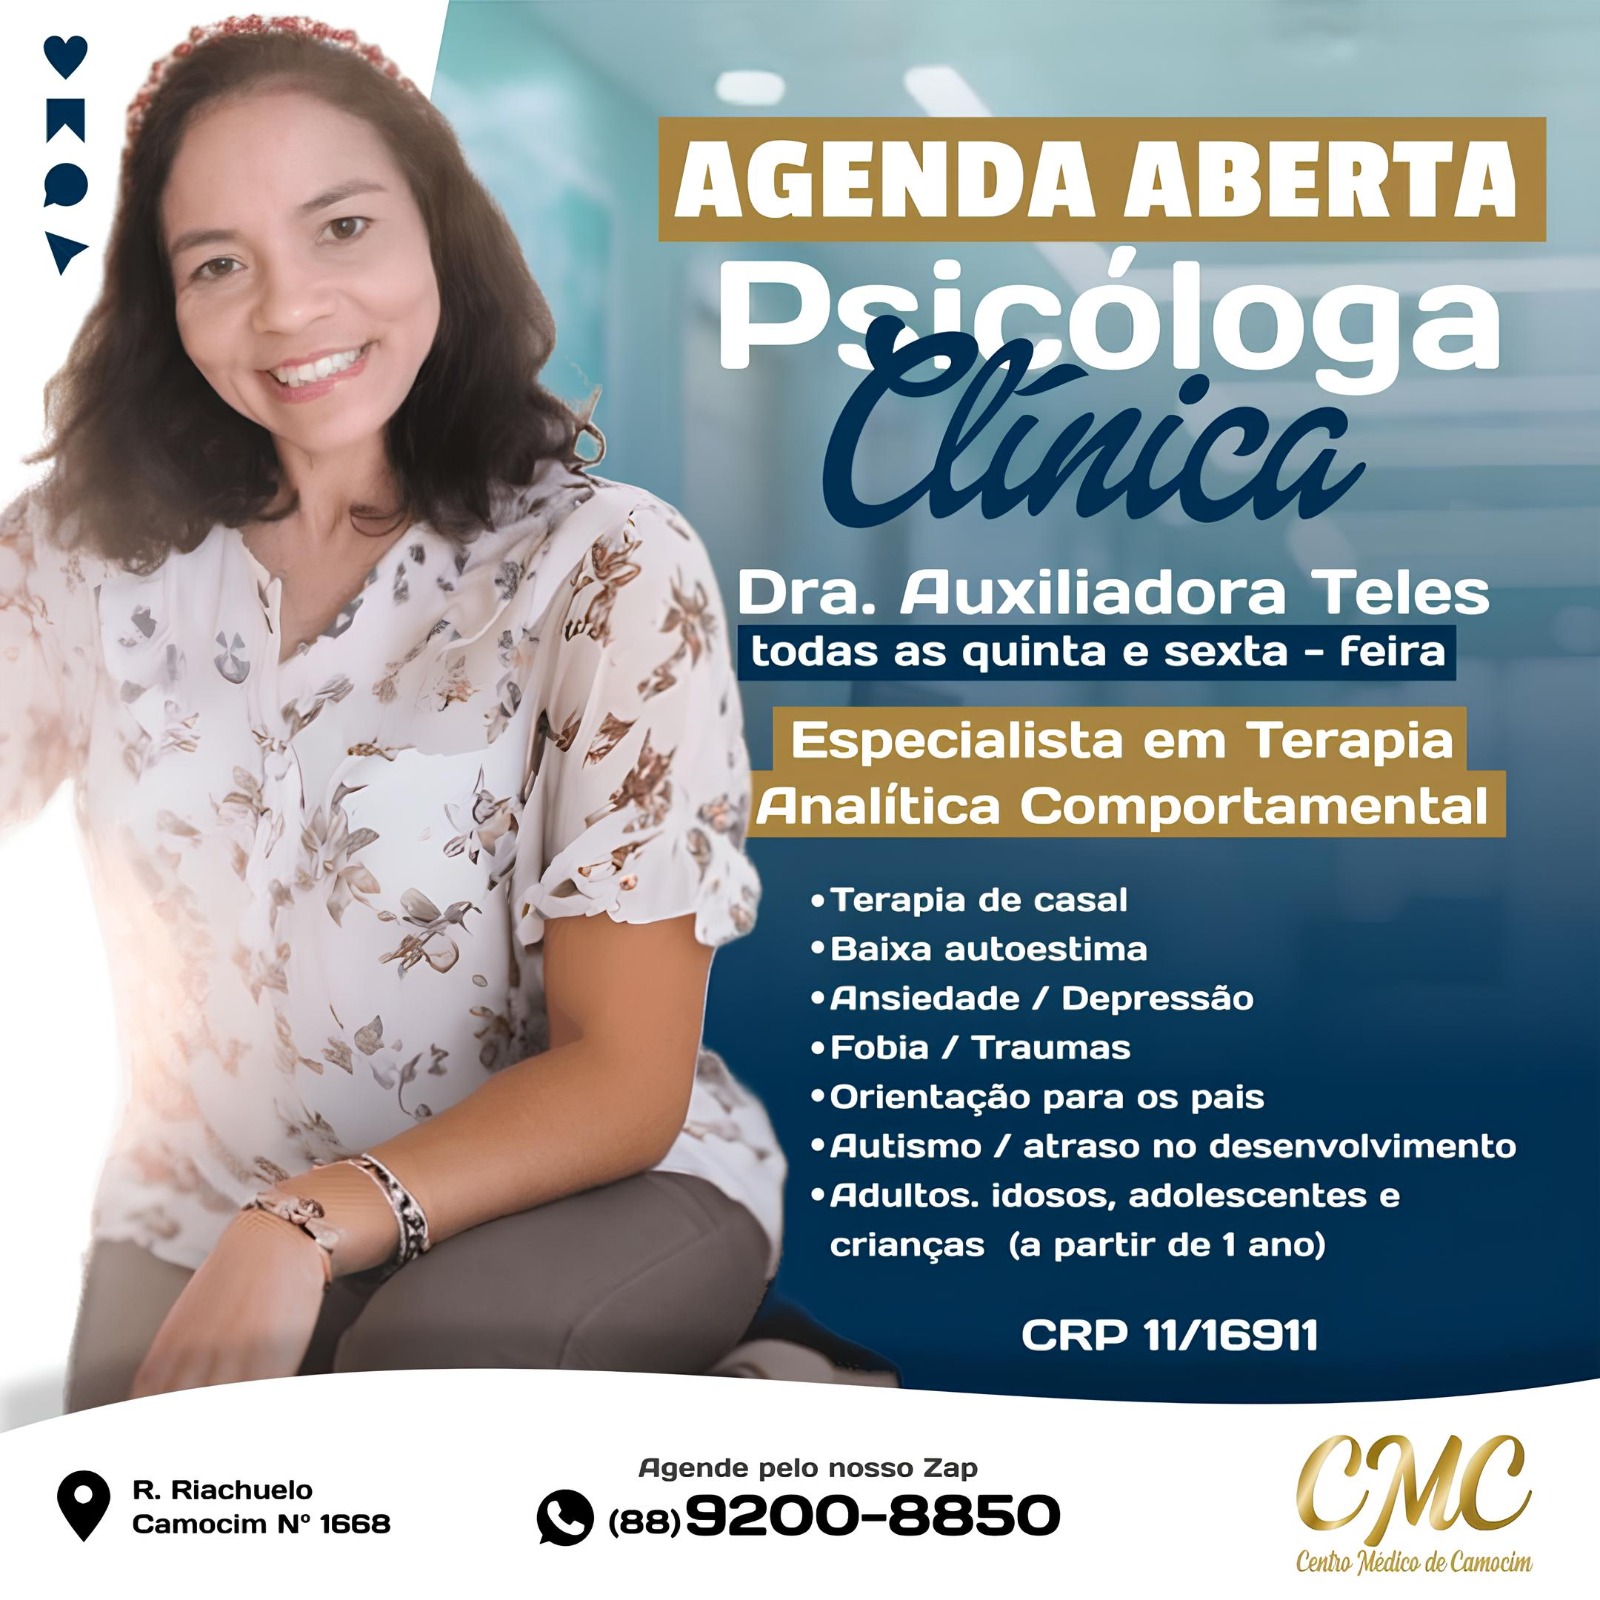 AGENDA ABERTA
Psicóloga
Clínica
Dra. Auxiliadora Teles
todas as quinta e sexta - feira
Especialista em Terapia
Analítica Comportamental
•Terapia de casal
•Baixa autoestima
•Ansiedade / Depressão
•Fobia / Traumas
•Orientação para os pais
•Autismo / atraso no desenvolvimento
•Adultos. idosos, adolescentes e
crianças (a partir de 1 ano)
CRP 11/16911
R. Riachuelo
Camocim Nº 1668
Agende pelo nosso Zap
(88)9200-8850
CMC
Centro Médico de Camocim